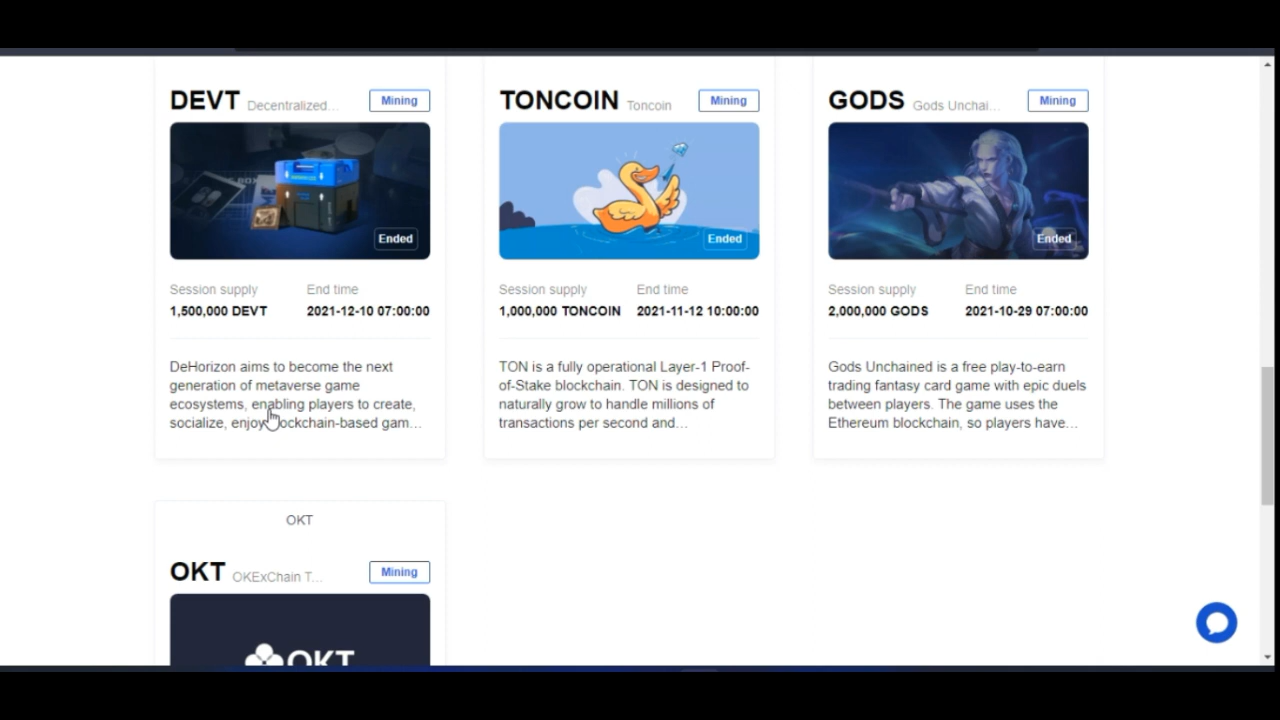 DEVT Decentralized... Mining
Ended
Session supply End time
1,500,000 DEVT 2021-12-10 07:00:00
DeHorizon aims to become the next
generation of metaverse game
ecosystems, enabling players to create,
socialize, enjoy blockchain-based gam...
TONCOIN Toncoin Mining
Ended
Session supply End time
1,000,000 TONCOIN 2021-11-12 10:00:00
TON is a fully operational Layer-1 Proof-
of-Stake blockchain. TON is designed to
naturally grow to handle millions of
transactions per second and...
GODS Gods Unchai... Mining
Ended
Session supply End time
2,000,000 GODS 2021-10-29 07:00:00
Gods Unchained is a free play-to-earn
trading fantasy card game with epic duels
between players. The game uses the
Ethereum blockchain, so players have...
OKT
OKT OKExChain T... Mining
OKT